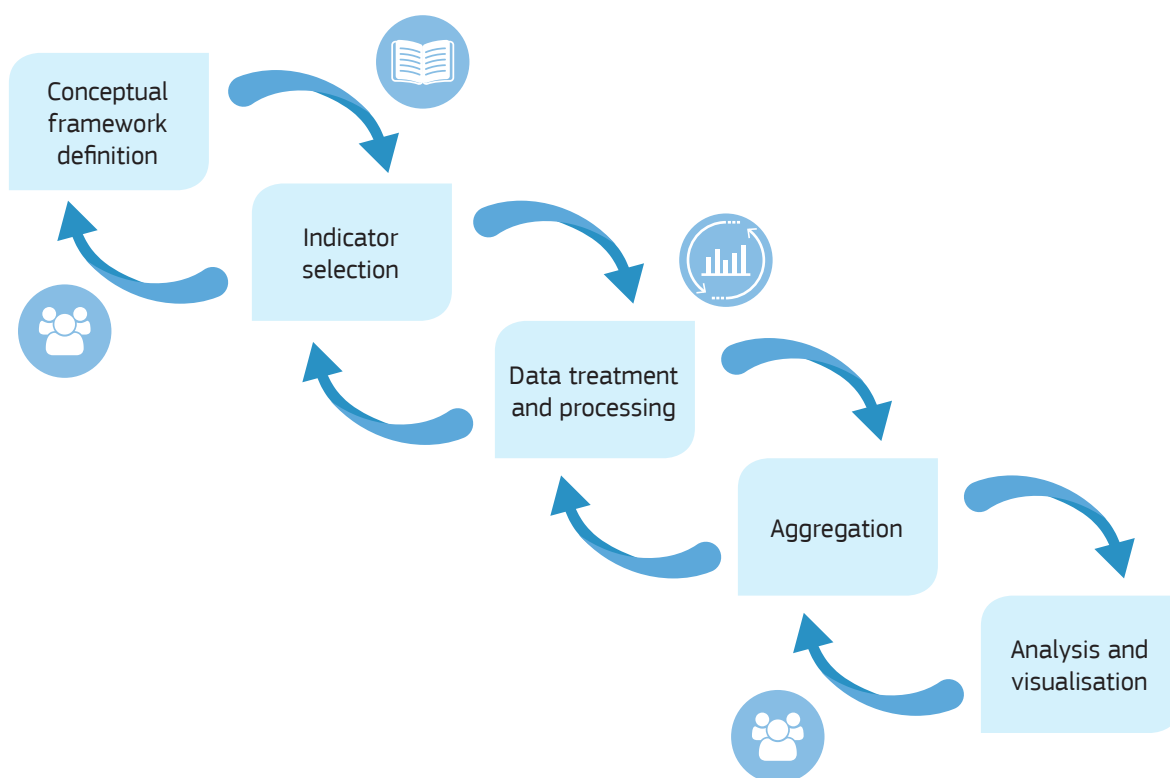 Conceptual
framework
definition
Indicator
selection
Data treatment
and processing
Aggregation
Analysis and
visualisation